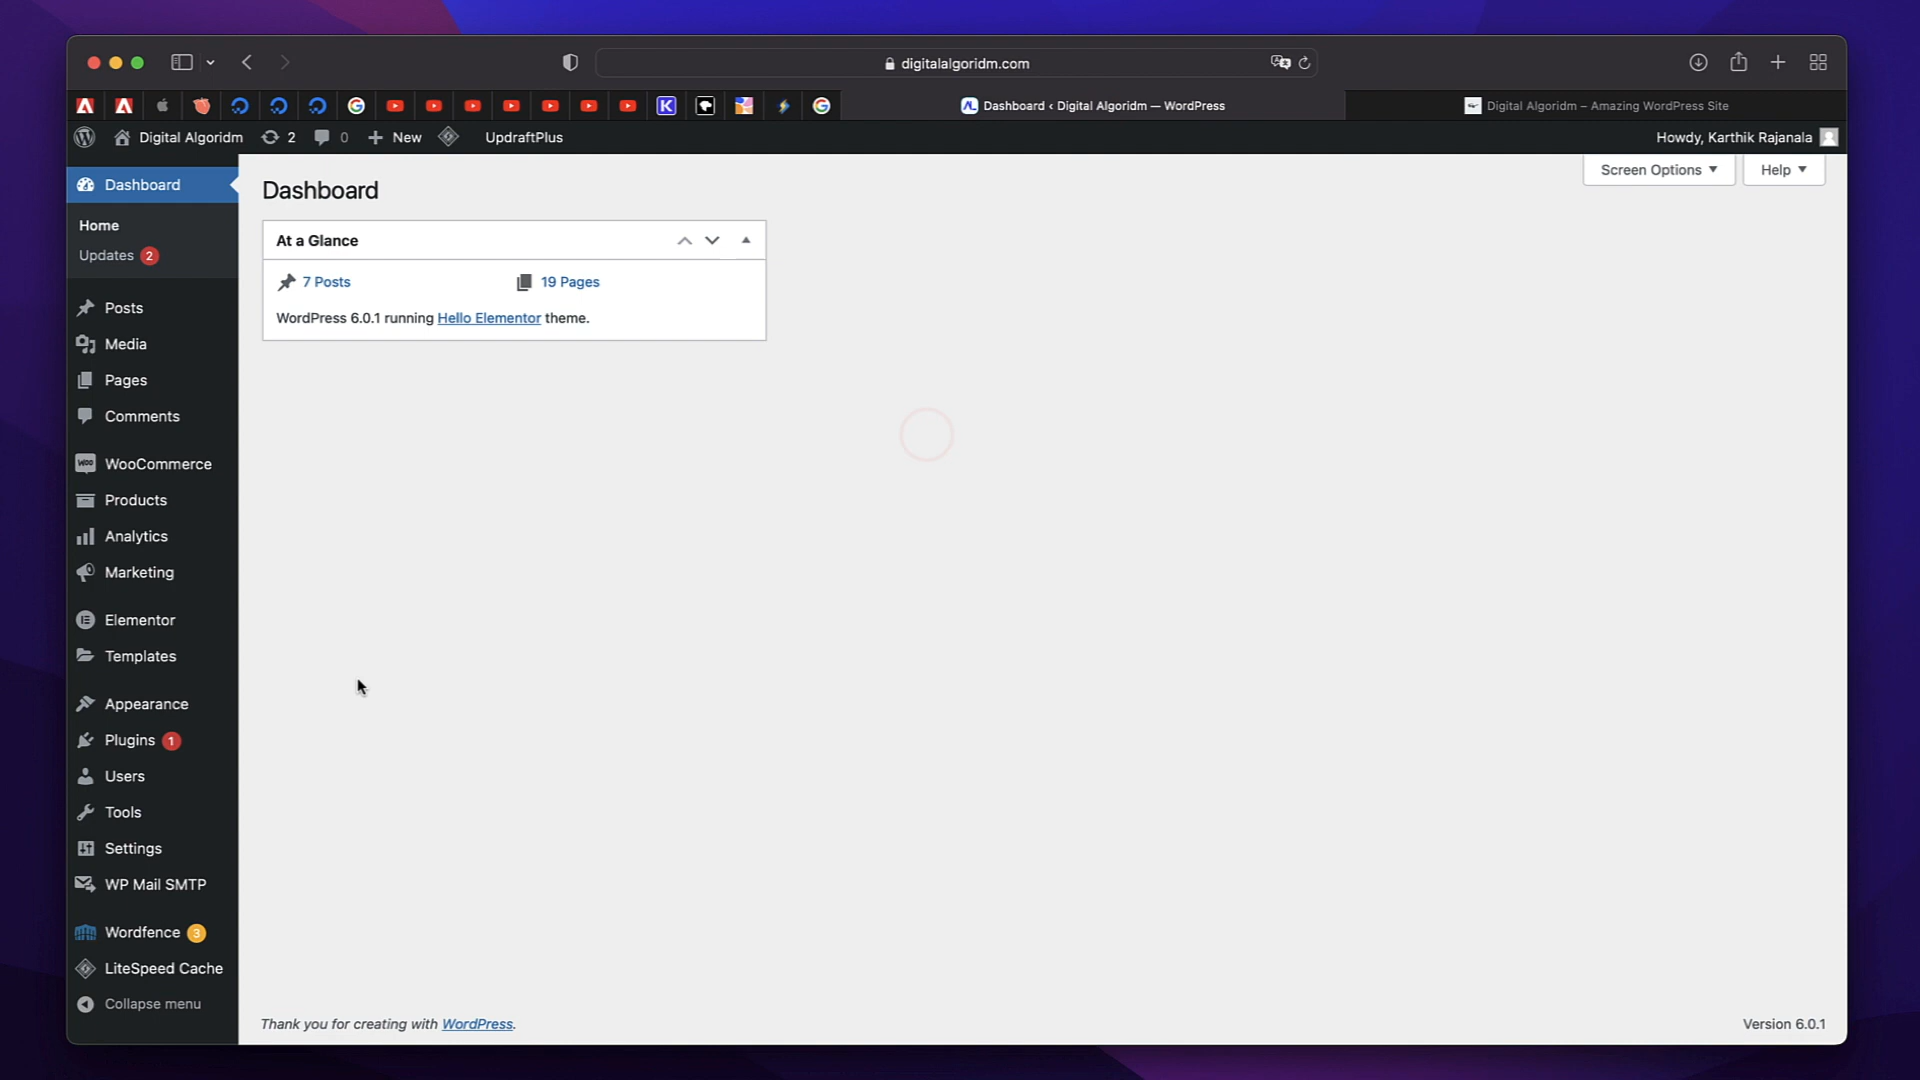 digitalalgoridm.com
Dashboard ‹ Digital Algoridm — WordPress
Digital Algoridm – Amazing WordPress Site
Digital Algoridm
2
0
New
UpdraftPlus
Howdy, Karthik Rajanala
Dashboard
Home
Updates 2
Posts
Media
Pages
Comments
WooCommerce
Products
Analytics
Marketing
Elementor
Templates
Appearance
Plugins 1
Users
Tools
Settings
WP Mail SMTP
Wordfence 3
LiteSpeed Cache
Collapse menu
Dashboard
Screen Options
Help
At a Glance
7 Posts
19 Pages
WordPress 6.0.1 running Hello Elementor theme.
Thank you for creating with WordPress.
Version 6.0.1